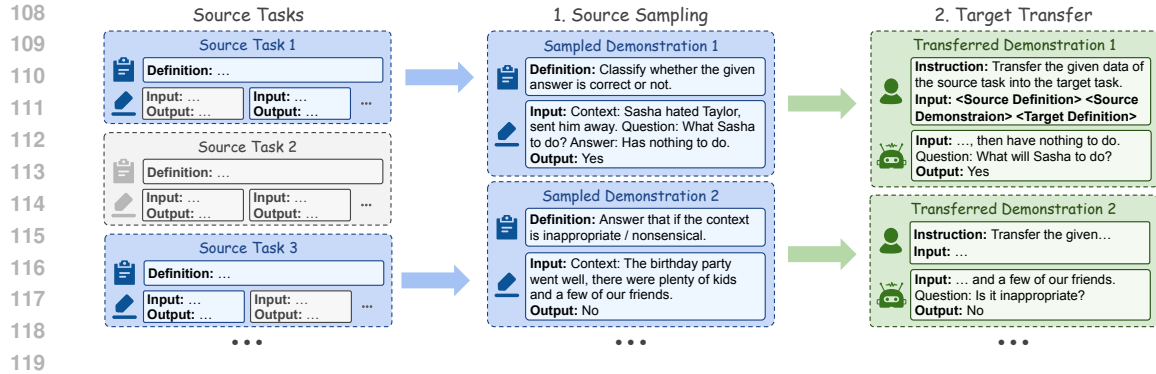 108
109
110
111
112
113
114
115
116
117
118
119
Source Tasks
Source Task 1
Definition: ...
Input: ...
Output: ...
Input: ...
Output: ...
...
Source Task 2
Definition: ...
Input: ...
Output: ...
Input: ...
Output: ...
...
Source Task 3
Definition: ...
Input: ...
Output: ...
Input: ...
Output: ...
...
1. Source Sampling
Sampled Demonstration 1
Definition: Classify whether the given
answer is correct or not.
Input: Context: Sasha hated Taylor,
sent him away. Question: What Sasha
to do? Answer: Has nothing to do.
Output: Yes
Sampled Demonstration 2
Definition: Answer that if the context
is inappropriate / nonsensical.
Input: Context: The birthday party
went well, there were plenty of kids
and a few of our friends.
Output: No
2. Target Transfer
Transferred Demonstration 1
Instruction: Transfer the given data of
the source task into the target task.
Input: <Source Definition> <Source
Demonstraion> <Target Definition>
Input: ..., then have nothing to do.
Question: What will Sasha to do?
Output: Yes
Transferred Demonstration 2
Instruction: Transfer the given...
Input: ...
Input: ... and a few of our friends.
Question: Is it inappropriate?
Output: No